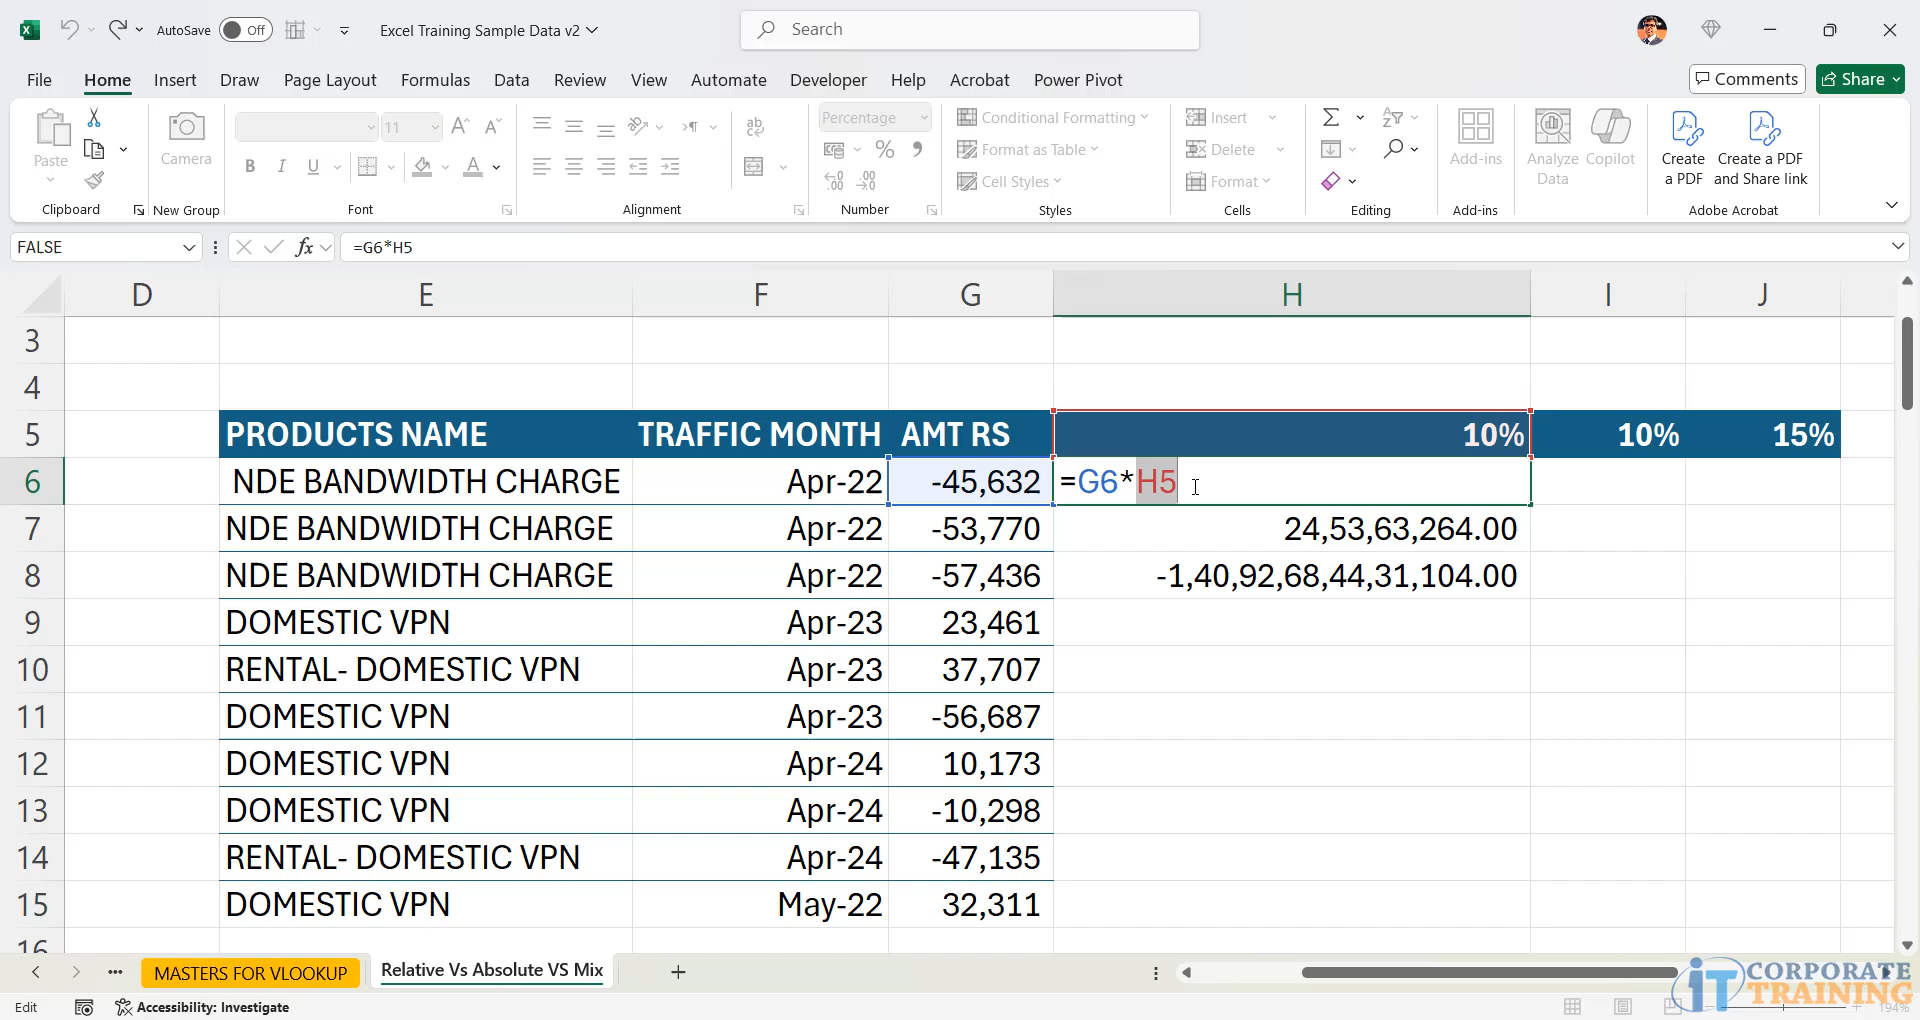 AutoSave Off Excel Training Sample Data v2 Search
File Home Insert Draw Page Layout Formulas Data Review View Automate Developer Help Acrobat Power Pivot Comments Share
Paste Camera 11 Percentage Conditional Formatting Insert Add-ins Analyze Data Copilot Create a PDF Create a PDF and Share link
Format as Table Delete
Cell Styles Format
Clipboard New Group Font Alignment Number Styles Cells Editing Add-ins Adobe Acrobat
FALSE fx =G6*H5
D E F G H I J
3
4
5 PRODUCTS NAME TRAFFIC MONTH AMT RS 10% 10% 15%
6 NDE BANDWIDTH CHARGE Apr-22 -45,632 =G6*H5
7 NDE BANDWIDTH CHARGE Apr-22 -53,770 24,53,63,264.00
8 NDE BANDWIDTH CHARGE Apr-22 -57,436 -1,40,92,68,44,31,104.00
9 DOMESTIC VPN Apr-23 23,461
10 RENTAL- DOMESTIC VPN Apr-23 37,707
11 DOMESTIC VPN Apr-23 -56,687
12 DOMESTIC VPN Apr-24 10,173
13 DOMESTIC VPN Apr-24 -10,298
14 RENTAL- DOMESTIC VPN Apr-24 -47,135
15 DOMESTIC VPN May-22 32,311
16
MASTERS FOR VLOOKUP Relative Vs Absolute VS Mix
iT CORPORATE TRAINING
Edit Accessibility: Investigate 194%